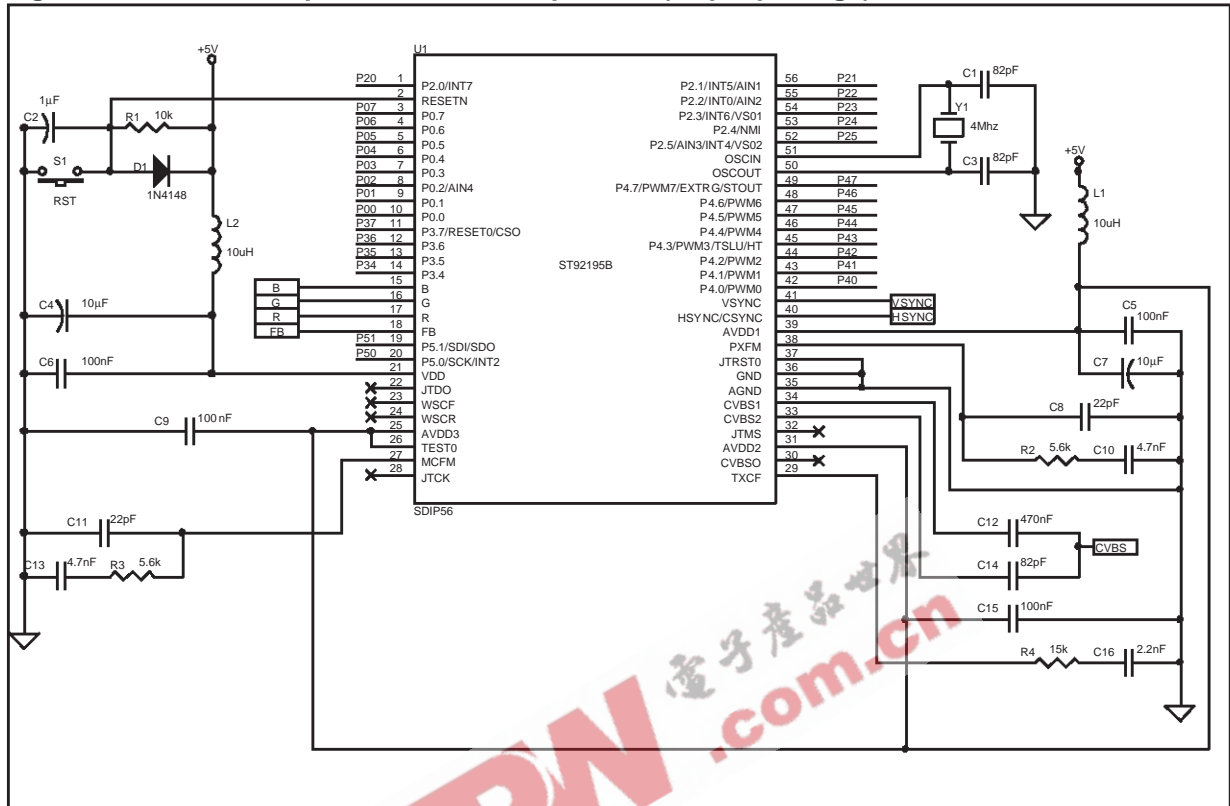 +5V
U1
C2
1µF
R1
10k
S1
RST
D1
1N4148
L2
10uH
C4
10µF
C6
100nF
C9
100nF
C11
22pF
C13
4.7nF
R3
5.6k
B
G
R
FB
P20 1 P2.0/INT7
2 RESETN
P07 3 P0.7
P06 4 P0.6
P05 5 P0.5
P04 6 P0.4
P03 7 P0.3
P02 8 P0.2/AIN4
P01 9 P0.1
P00 10 P0.0
P37 11 P3.7/RESET0/CSO
P36 12 P3.6
P35 13 P3.5
P34 14 P3.4
15 B
16 G
17 R
18 FB
P51 19 P5.1/SDI/SDO
P50 20 P5.0/SCK/INT2
21 VDD
22 JTDO
23 WSCF
24 WSCR
25 AVDD3
26 TEST0
27 MCFM
28 JTCK
ST92195B
SDIP56
P2.1/INT5/AIN1 56 P21
P2.2/INT0/AIN2 55 P22
P2.3/INT6/VS01 54 P23
P2.4/NMI 53 P24
P2.5/AIN3/INT4/VS02 52 P25
OSCIN 51
OSCOUT 50
P4.7/PWM7/EXTRG/STOUT 49 P47
P4.6/PWM6 48 P46
P4.5/PWM5 47 P45
P4.4/PWM4 46 P44
P4.3/PWM3/TSLU/HT 45 P43
P4.2/PWM2 44 P42
P4.1/PWM1 43 P41
P4.0/PWM0 42 P40
VSYNC 41 VSYNC
HSYNC/CSYNC 40 HSYNC
AVDD1 39
PXFM 38
JTRST0 37
GND 36
AGND 35
CVBS1 34
CVBS2 33
JTMS 32
AVDD2 31
CVBSO 30
TXCF 29
C1
82pF
Y1
4Mhz
C3
82pF
+5V
L1
10uH
C5
100nF
C7
10µF
C8
22pF
R2
5.6k
C10
4.7nF
C12
470nF
CVBS
C14
82pF
C15
100nF
R4
15k
C16
2.2nF
電子產品世界
.com.cn